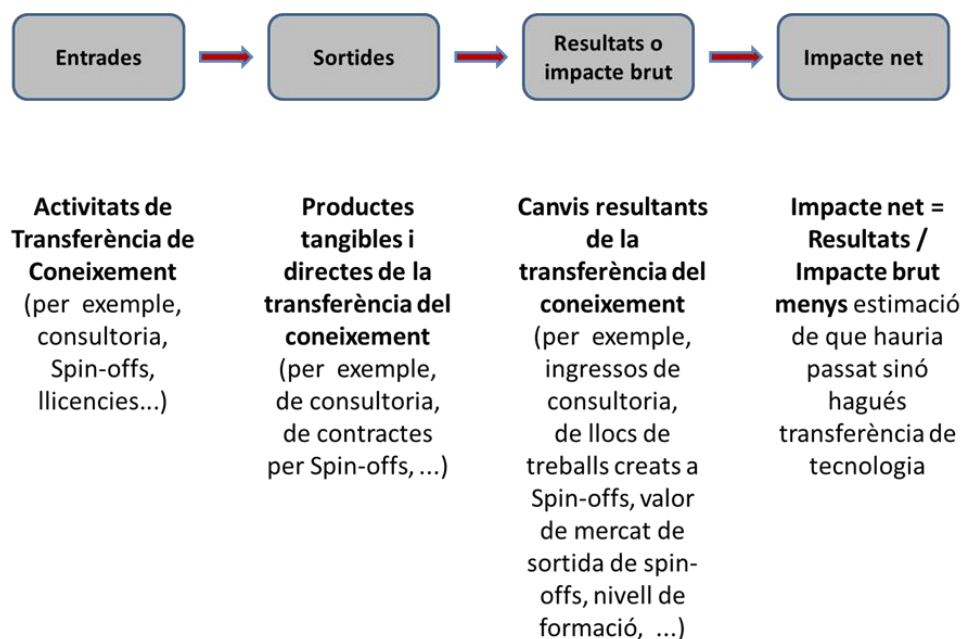 Entrades
Sortides
Resultats o
impacte brut
Impacte net
Activitats de
Transferència de
Coneixement
(per exemple,
consultoria,
Spin-offs,
llicencies...)
Productes
tangibles i
directes de la
transferència del
coneixement
(per exemple,
de consultoria,
de contractes
per Spin-offs, ...)
Canvis resultants
de la
transferència del
coneixement
(per exemple,
ingressos de
consultoria,
de llocs de
treballs creats a
Spin-offs, valor
de mercat de
sortida de spin-
offs, nivell de
formació, ...)
Impacte net =
Resultats /
Impacte brut
menys estimació
de que hauria
passat sinó
hagués
transferència de
tecnologia